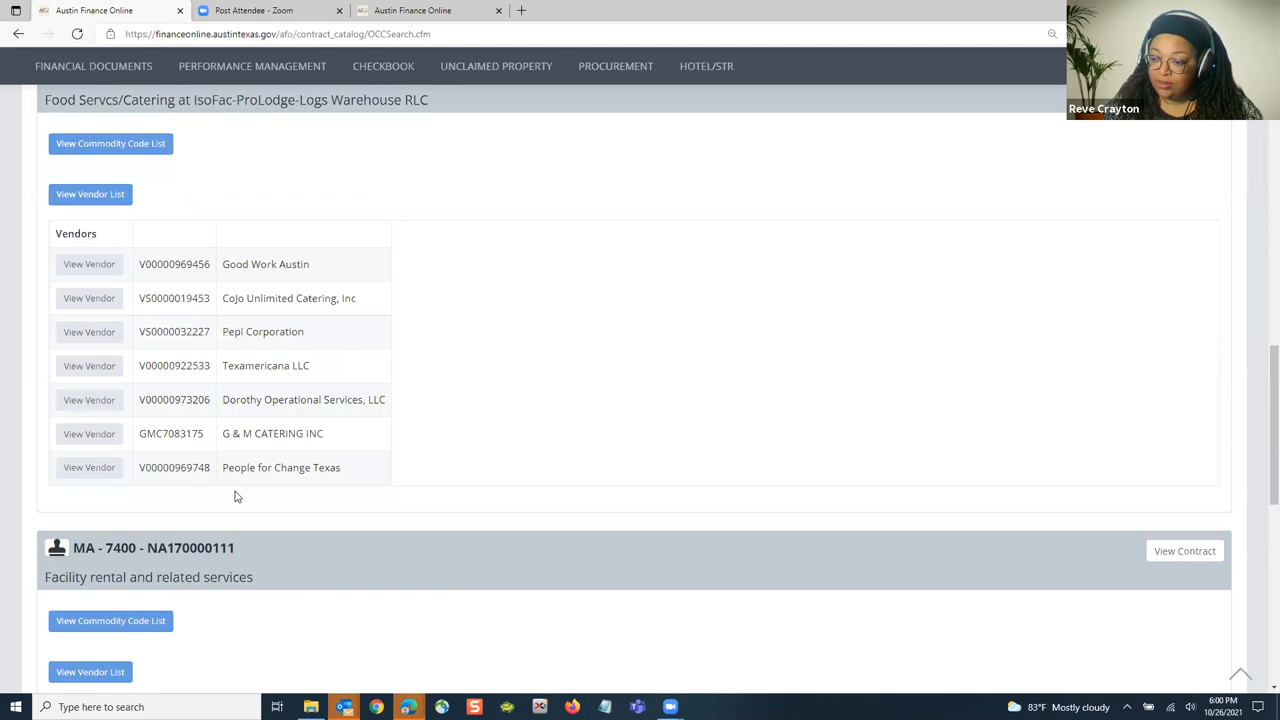 Austin Finance Online
Post Attendee - Zoom
Austin Finance Online
https://financeonline.austintexas.gov/afo/contract_catalog/OCCSearch.cfm
FINANCIAL DOCUMENTS PERFORMANCE MANAGEMENT CHECKBOOK UNCLAIMED PROPERTY PROCUREMENT HOTEL/STR
Reve Crayton
Food Servcs/Catering at IsoFac-ProLodge-Logs Warehouse RLC
View Commodity Code List
View Vendor List
Vendors
View Vendor V00000969456 Good Work Austin
View Vendor VS0000019453 CoJo Unlimited Catering, Inc
View Vendor VS0000032227 Pepi Corporation
View Vendor V00000922533 Texamericana LLC
View Vendor V00000973206 Dorothy Operational Services, LLC
View Vendor GMC7083175 G & M CATERING INC
View Vendor V00000969748 People for Change Texas
MA - 7400 - NA170000111
View Contract
Facility rental and related services
View Commodity Code List
View Vendor List
Type here to search
83°F Mostly cloudy
6:00 PM
10/26/2021